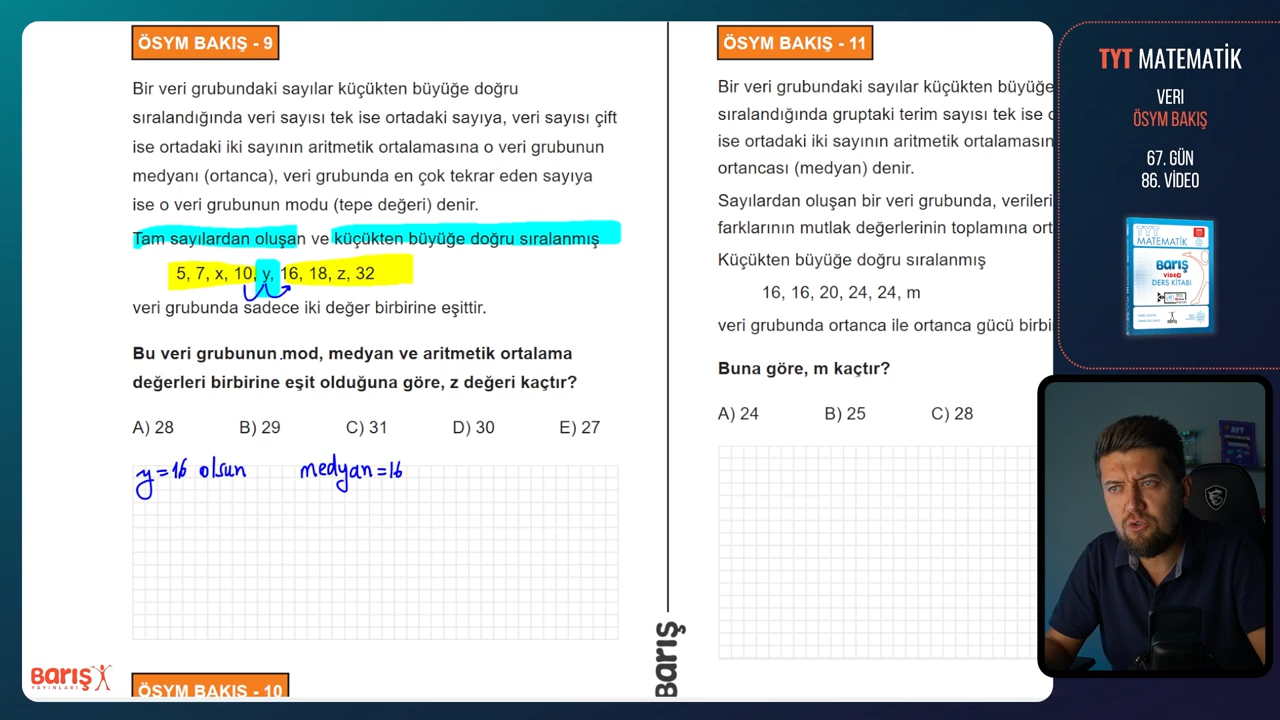 ÖSYM BAKIŞ - 9
Bir veri grubundaki sayılar küçükten büyüğe doğru
sıralandığında veri sayısı tek ise ortadaki sayıya, veri sayısı çift
ise ortadaki iki sayının aritmetik ortalamasına o veri grubunun
medyanı (ortanca), veri grubunda en çok tekrar eden sayıya
ise o veri grubunun modu (tepe değeri) denir.
Tam sayılardan oluşan ve küçükten büyüğe doğru sıralanmış
5, 7, x, 10, y, 16, 18, z, 32
veri grubunda sadece iki değer birbirine eşittir.
Bu veri grubunun mod, medyan ve aritmetik ortalama
değerleri birbirine eşit olduğuna göre, z değeri kaçtır?
A) 28 B) 29 C) 31 D) 30 E) 27
y=16 olsun medyan=16
ÖSYM BAKIŞ - 10
BARIŞ
YAYINLARI
Barış
ÖSYM BAKIŞ - 11
Bir veri grubundaki sayılar küçükten büyüğe
sıralandığında gruptaki terim sayısı tek ise
ise ortadaki iki sayının aritmetik
ortancası (medyan) denir.
Sayılardan oluşan bir veri grubunda,
farklarının mutlak değerlerinin toplamına
Küçükten büyüğe doğru sıralanmış
16, 16, 20, 24, 24, m
veri grubunda ortanca ile ortanca gücü
Buna göre, m kaçtır?
A) 24 B) 25 C) 28
TYT MATEMATİK
VERİ
ÖSYM BAKIŞ
67. GÜN
86. VİDEO
TYT
MATEMATİK
BARIŞ
VİDEO
DERS KİTABI